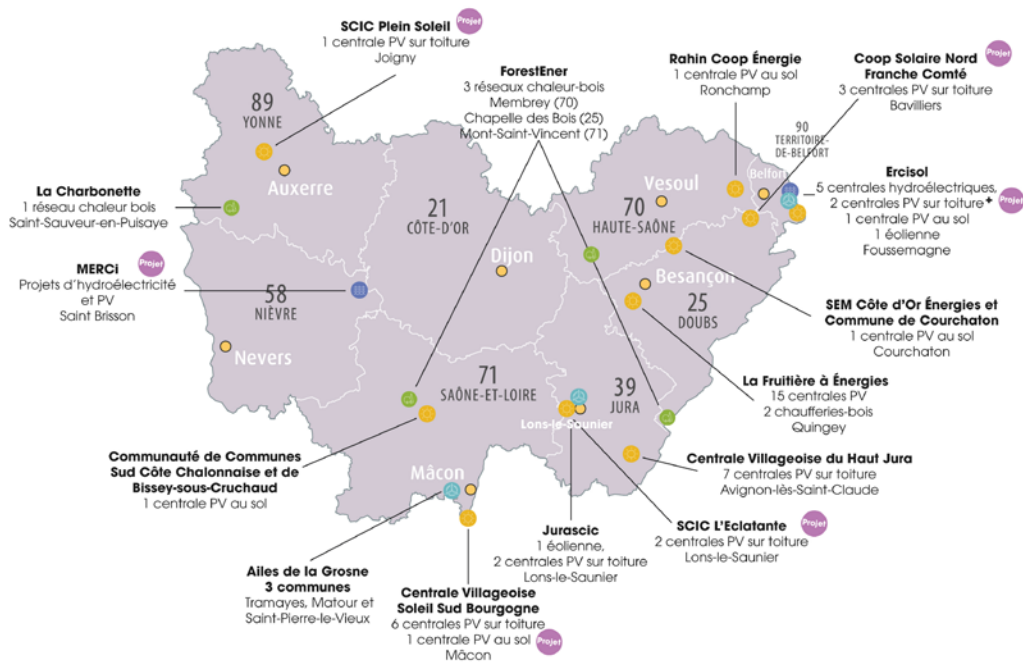 SCIC Plein Soleil Projet
1 centrale PV sur toiture
Joigny
ForestEner
3 réseaux chaleur-bois
Membrey (70)
Chapelle des Bois (25)
Mont-Saint-Vincent (71)
Rahin Coop Énergie
1 centrale PV au sol
Ronchamp
Coop Solaire Nord Projet
Franche Comté
3 centrales PV sur toiture
Bavilliers
89
YONNE
Auxerre
La Charbonette
1 réseau chaleur bois
Saint-Sauveur-en-Puisaye
21
CÔTE-D'OR
Dijon
Vesoul
70
HAUTE-SAÔNE
90
TERRITOIRE-
DE-BELFORT
Belfort
Ercisol
5 centrales hydroélectriques,
2 centrales PV sur toiture+ Projet
1 centrale PV au sol
1 éolienne
Foussemagne
MERCi Projet
Projets d'hydroélectricité
et PV
Saint Brisson
58
NIÈVRE
Nevers
Besançon
25
DOUBS
SEM Côte d'Or Énergies et
Commune de Courchaton
1 centrale PV au sol
Courchaton
71
SAÔNE-ET-LOIRE
39
JURA
Lons-le-Saunier
La Fruitière à Énergies
15 centrales PV
2 chaufferies-bois
Quingey
Communauté de Communes
Sud Côte Chalonnaise et de
Bissey-sous-Cruchaud
1 centrale PV au sol
Mâcon
Centrale Villageoise du Haut Jura
7 centrales PV sur toiture
Avignon-lès-Saint-Claude
Ailes de la Grosne
3 communes
Tramayes, Matour et
Saint-Pierre-le-Vieux
Centrale Villageoise
Soleil Sud Bourgogne
6 centrales PV sur toiture
1 centrale PV au sol Projet
Mâcon
Jurascic
1 éolienne,
2 centrales PV sur toiture
Lons-le-Saunier
SCIC L'Eclatante Projet
2 centrales PV sur toiture
Lons-le-Saunier